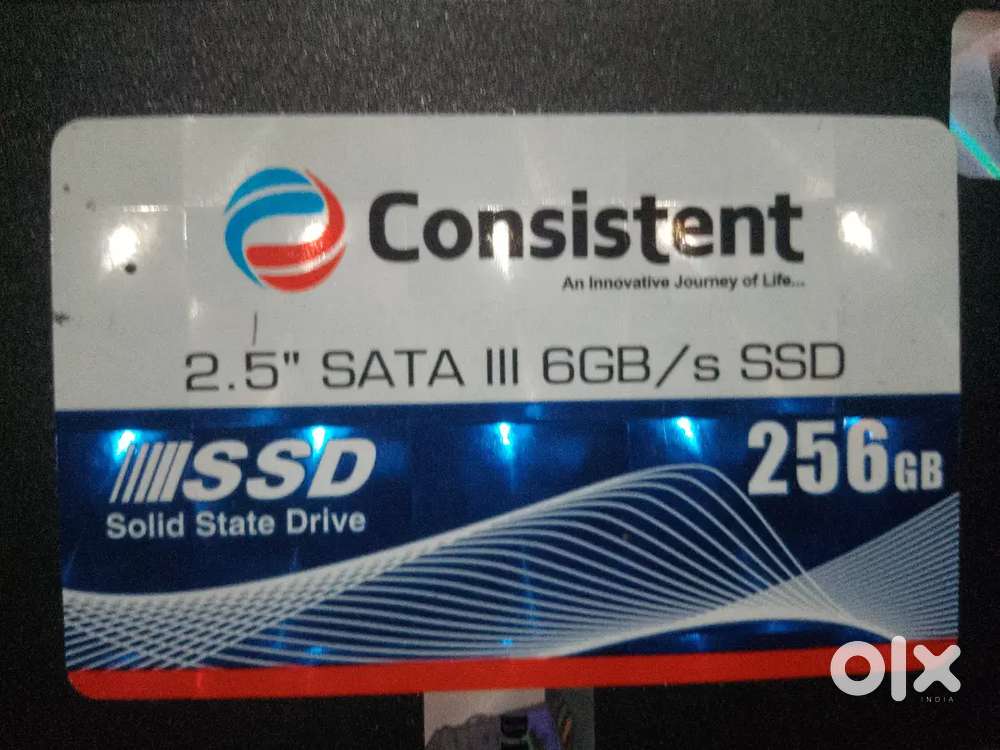 Consistent
An Innovative Journey of Life...
2.5" SATA III 6GB/s SSD
SSD
256GB
Solid State Drive
olx
INDIA